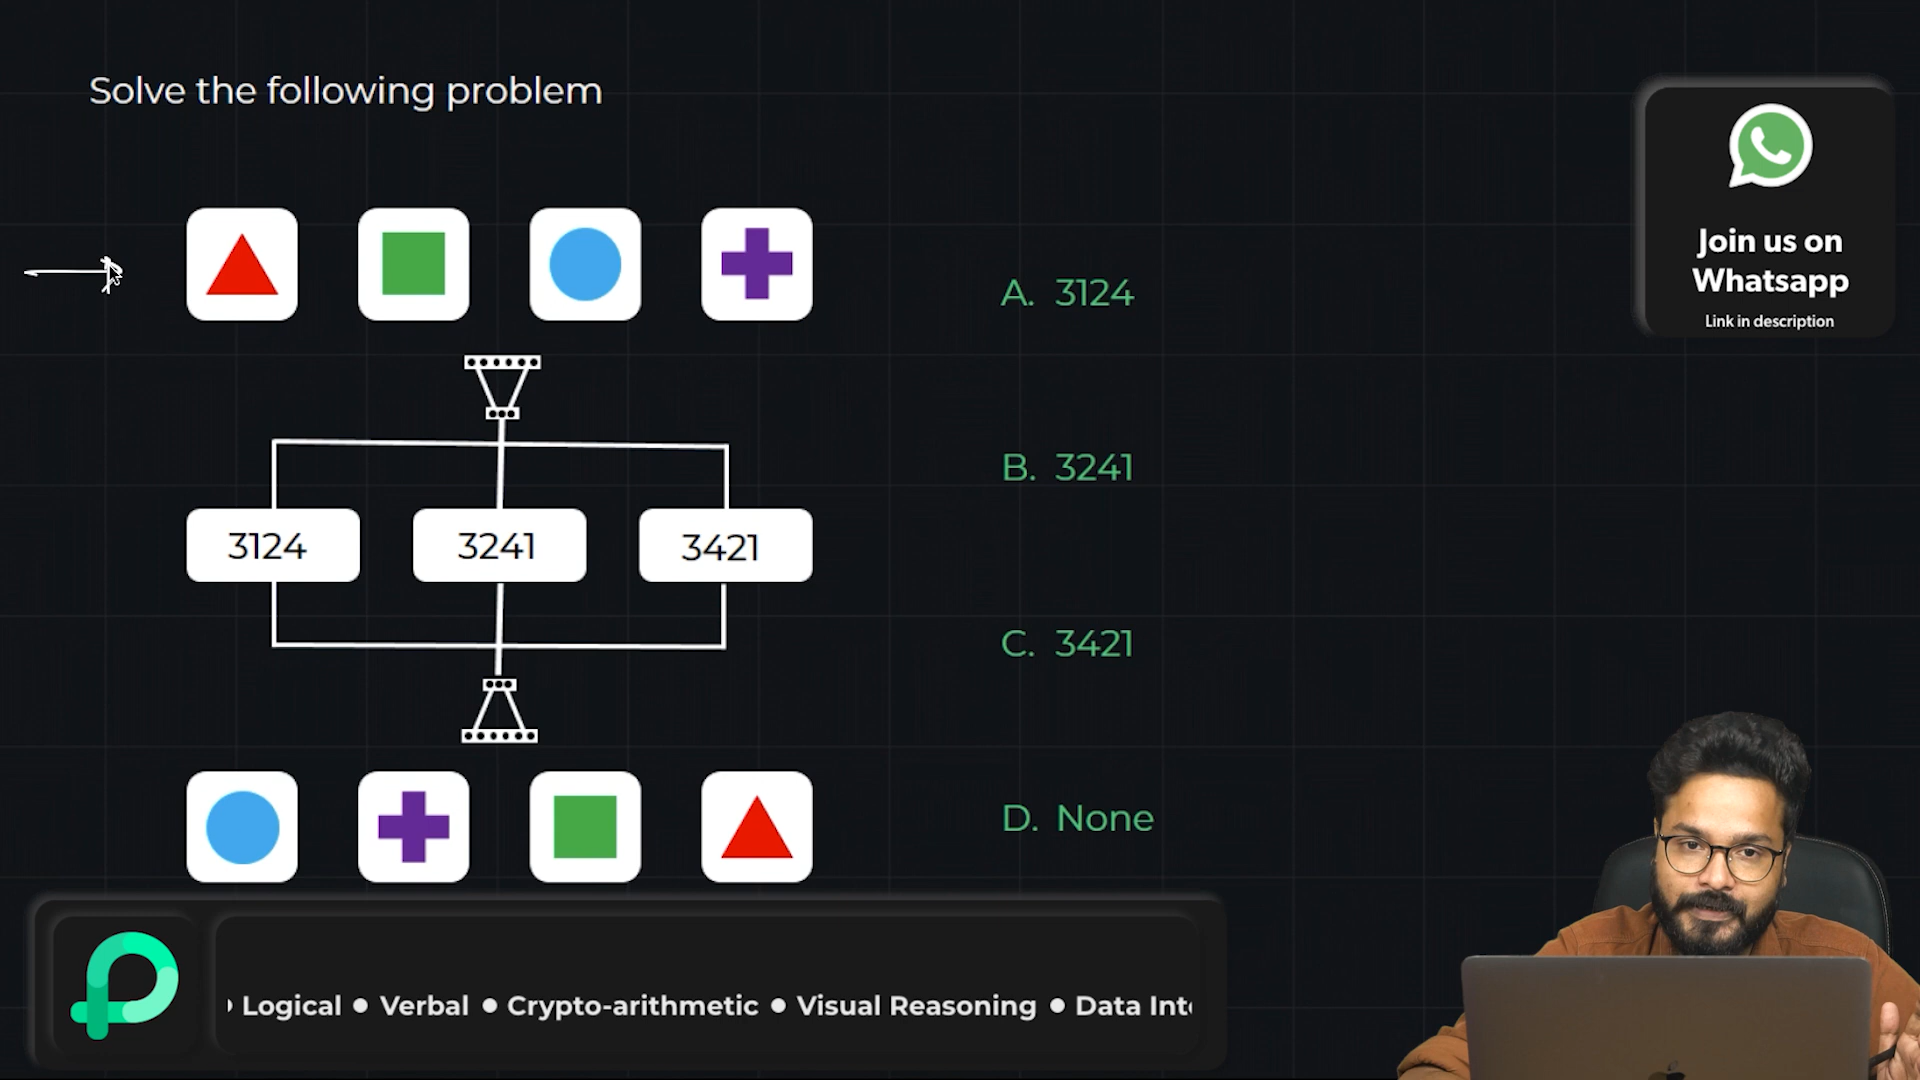 Solve the following problem
A. 3124
B. 3241
C. 3421
D. None
3124
3241
3421
Join us on
Whatsapp
Link in description
Logical ● Verbal ● Crypto-arithmetic ● Visual Reasoning ● Data Int